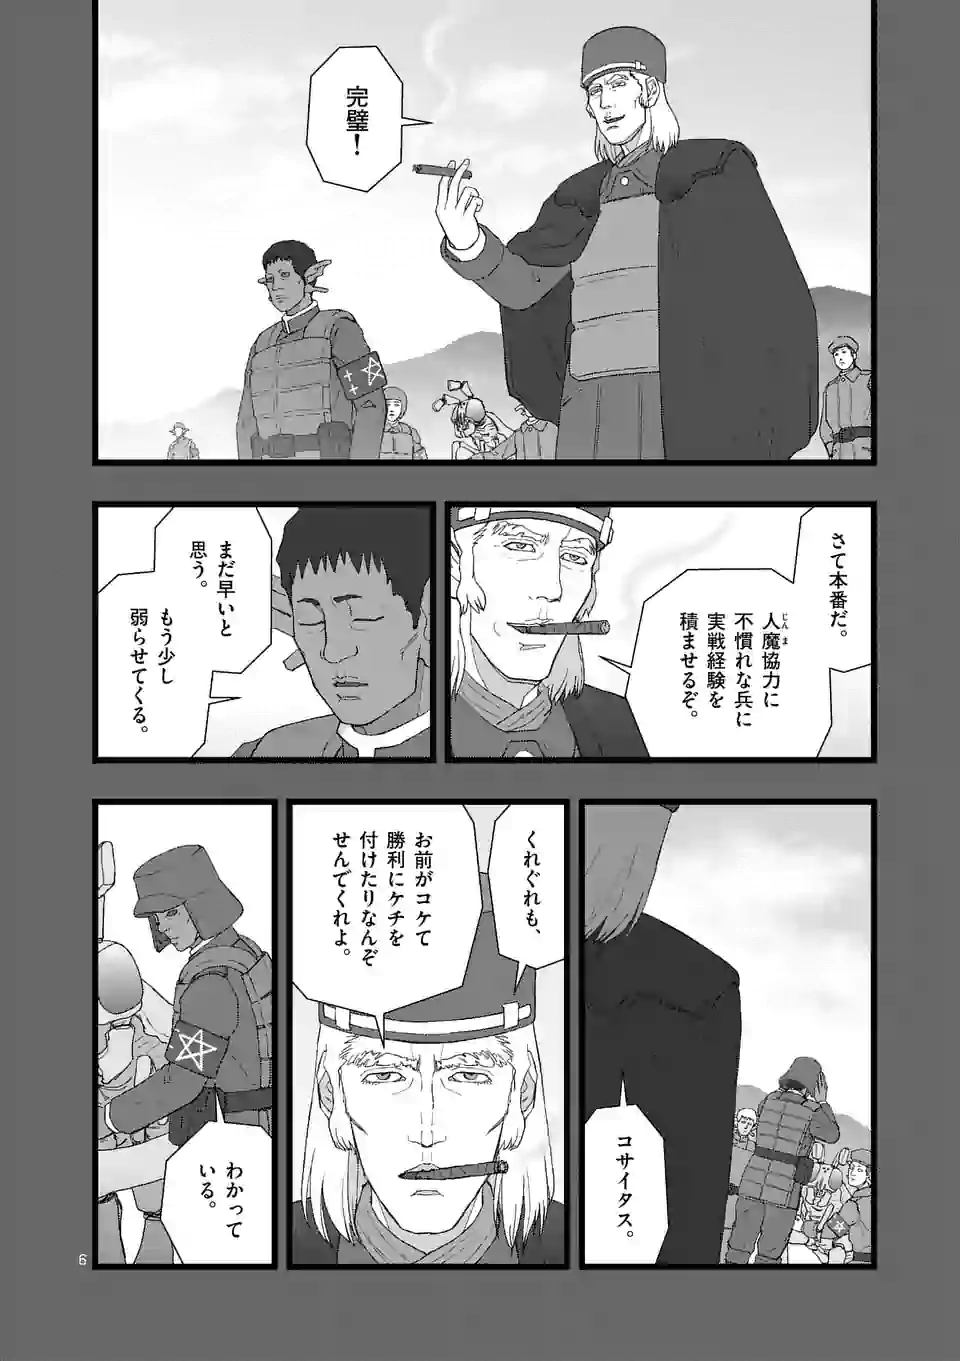 完璧！
さて本番だ。
人魔協力に
じんま
不慣れな兵に
実戦経験を
積ませるぞ。
まだ早いと
思う。
もう少し
弱らせてくる。
コサイタス。
くれぐれも、
お前がコケて
勝利にケチを
付けたりなんぞ
せんでくれよ。
わかって
いる。
6